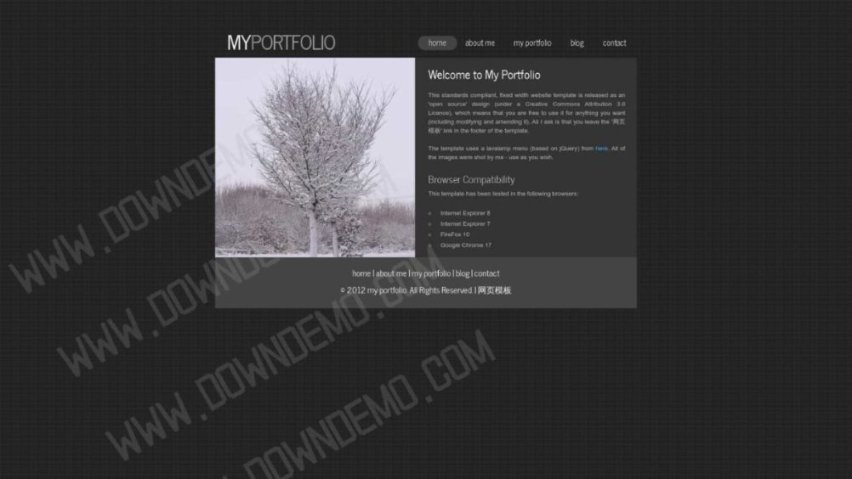 MYPORTFOLIO
home about me my portfolio blog contact
Welcome to My Portfolio
This standards compliant, fixed width website template is released as an
'open source' design (under a Creative Commons Attribution 3.0
Licence), which means that you are free to use it for anything you want
(including modifying and amending it). All I ask is that you leave the '网页
模板' link in the footer of the template.
The template uses a lavalamp menu (based on jQuery) from here. All of
the images were shot by me - use as you wish.
Browser Compatibility
This template has been tested in the following browsers:
Internet Explorer 8
Internet Explorer 7
FireFox 10
Google Chrome 17
home | about me | my portfolio | blog | contact
© 2012 my portfolio. All Rights Reserved. | 网页模板
WWW.DOWNDEMO.COM
WWW.DOWNDEMO.COM
WWW.DOWNDEMO.COM